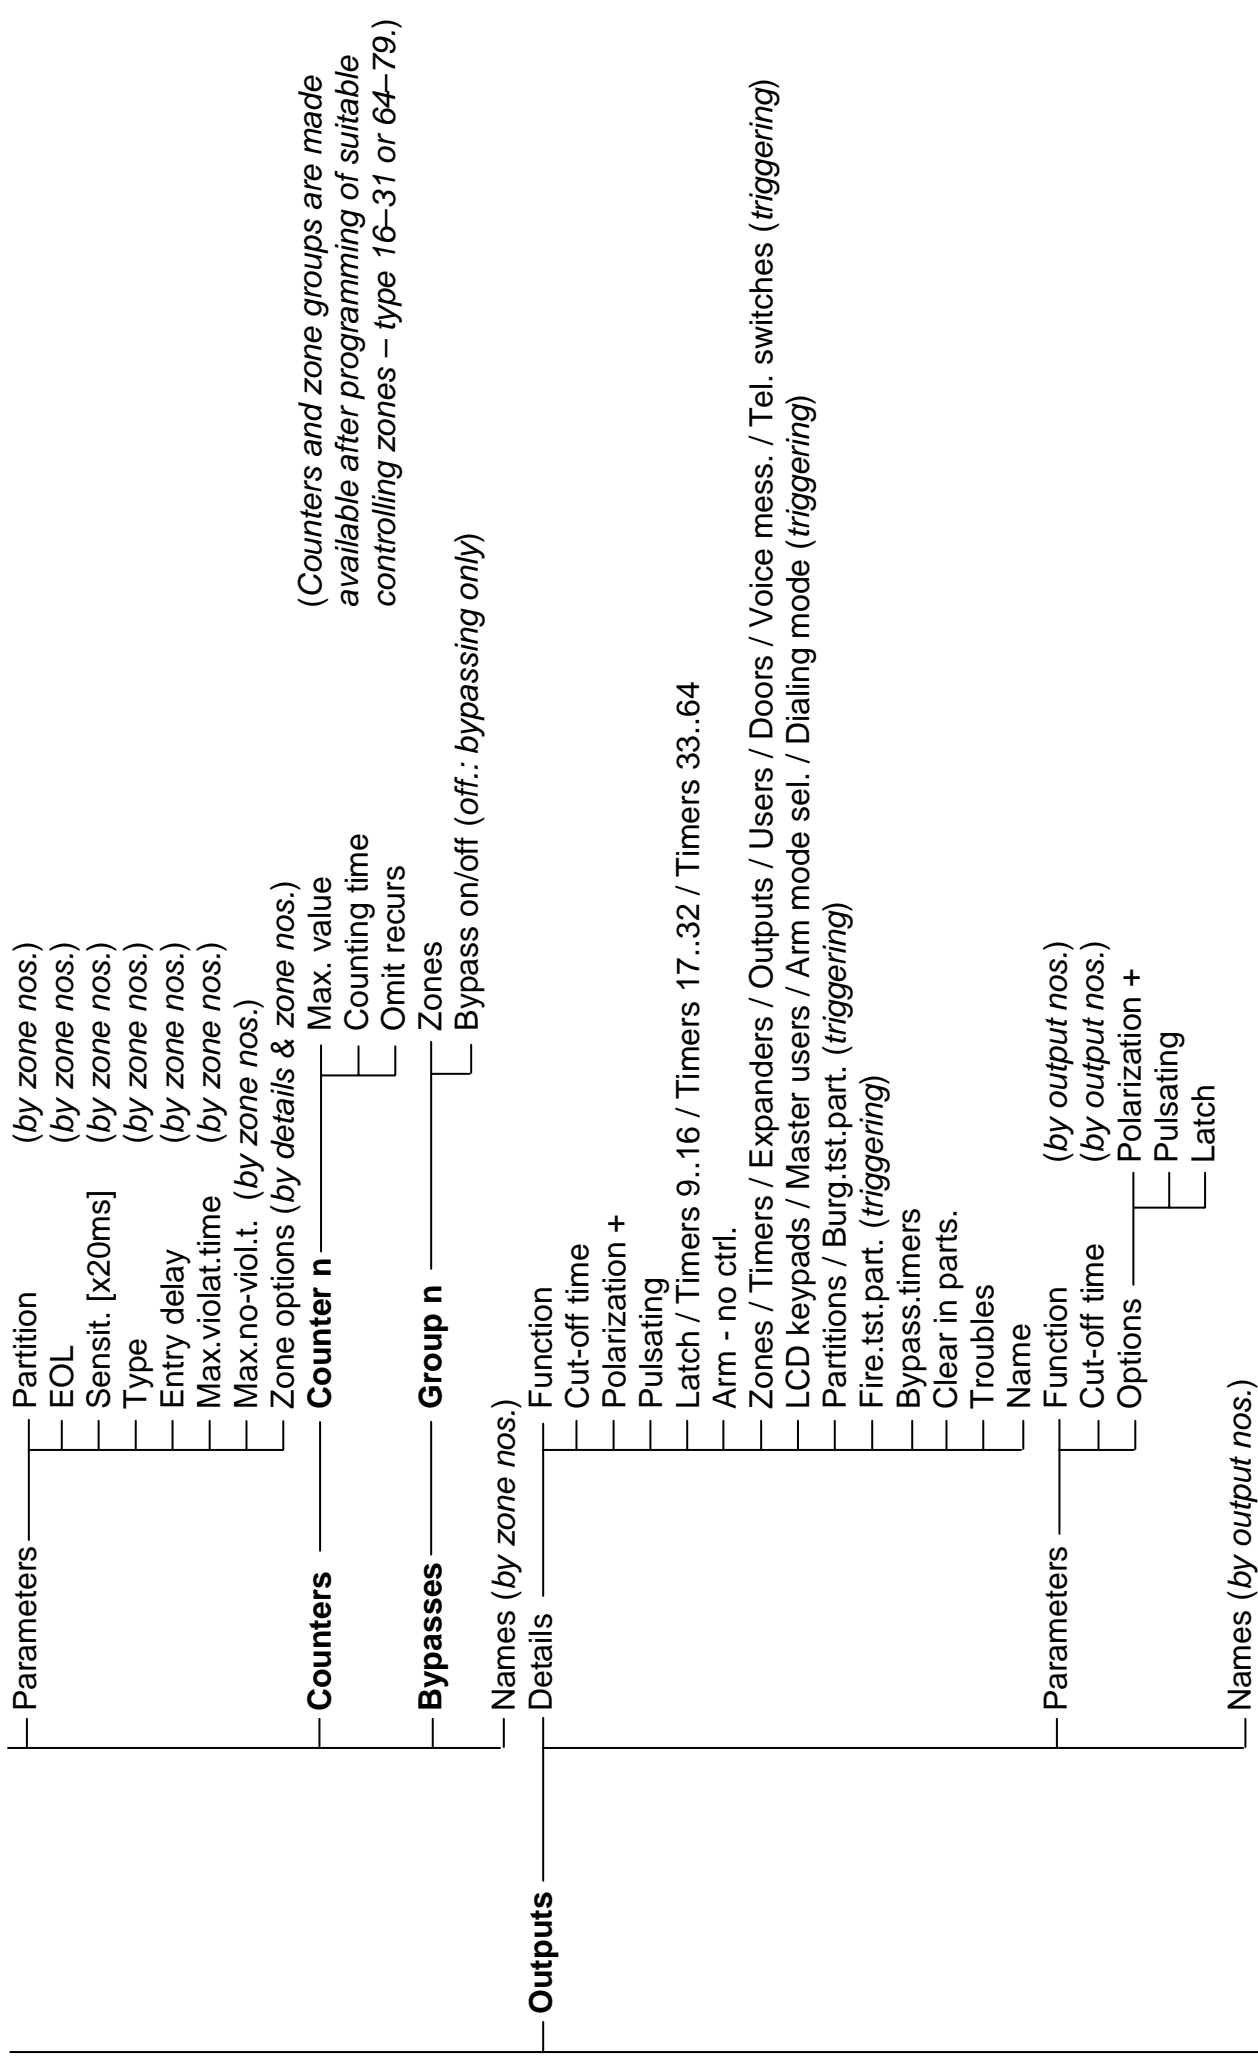 Parameters
Partition (by zone nos.)
EOL (by zone nos.)
Sensit. [x20ms] (by zone nos.)
Type (by zone nos.)
Entry delay (by zone nos.)
Max.violat.time (by zone nos.)
Max.no-viol.t. (by zone nos.)
Zone options (by details & zone nos.)
Counters
Counter n
Max. value
Counting time
Omit recurs
(Counters and zone groups are made
available after programming of suitable
controlling zones – type 16–31 or 64–79.)
Bypasses
Group n
Zones
Bypass on/off (off.: bypassing only)
Names (by zone nos.)
Outputs
Details
Function
Cut-off time
Polarization +
Pulsating
Latch / Timers 9..16 / Timers 17..32 / Timers 33..64
Arm - no ctrl.
Zones / Timers / Expanders / Outputs / Users / Doors / Voice mess. / Tel. switches (triggering)
LCD keypads / Master users / Arm mode sel. / Dialing mode (triggering)
Partitions / Burg.tst.part. (triggering)
Fire.tst.part. (triggering)
Bypass.timers
Clear in parts.
Troubles
Name
Parameters
Function (by output nos.)
Cut-off time (by output nos.)
Options
Polarization +
Pulsating
Latch
Names (by output nos.)